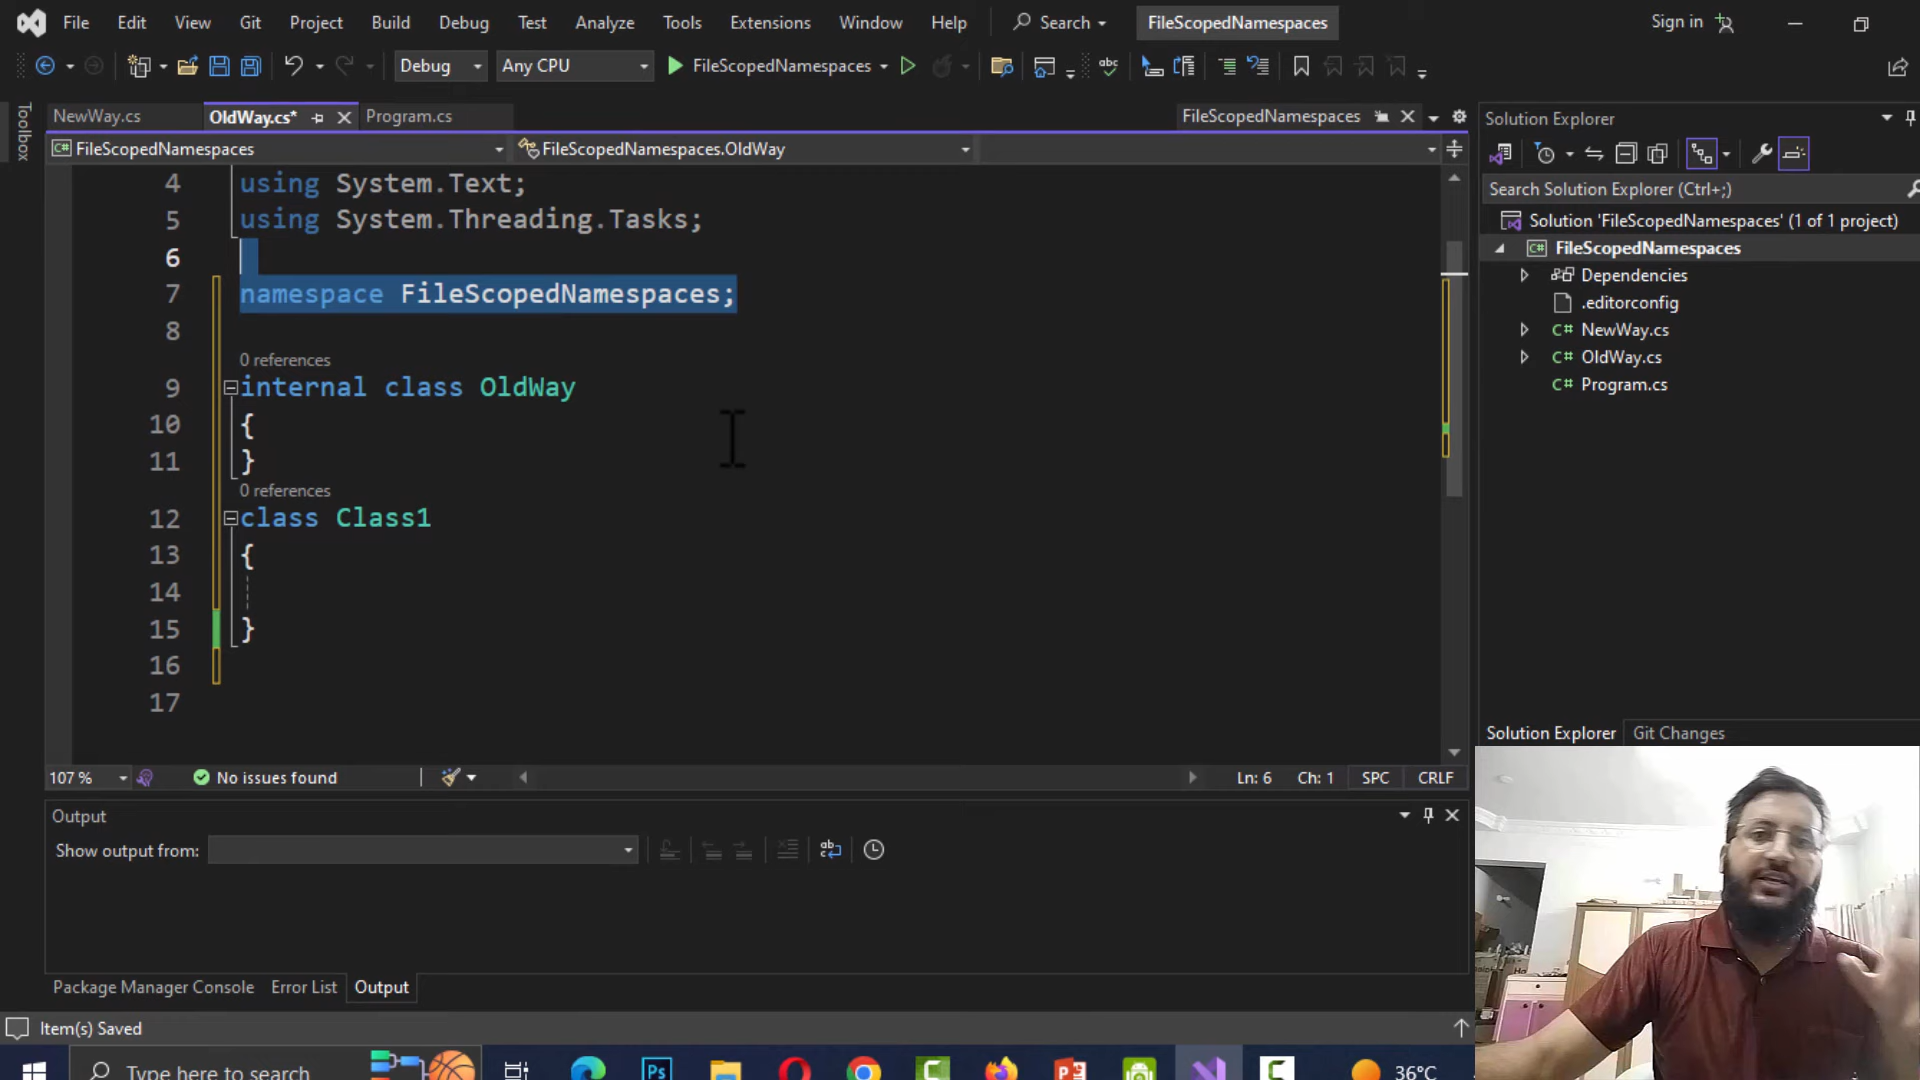 File Edit View Git Project Build Debug Test Analyze Tools Extensions Window Help Search FileScopedNamespaces Sign in
Debug Any CPU FileScopedNamespaces
Toolbox
NewWay.cs OldWay.cs* Program.cs FileScopedNamespaces
FileScopedNamespaces FileScopedNamespaces.OldWay
4 using System.Text;
5 using System.Threading.Tasks;
6
7 namespace FileScopedNamespaces;
8
0 references
9 internal class OldWay
10 {
11 }
0 references
12 class Class1
13 {
14
15 }
16
17
107 % No issues found Ln: 6 Ch: 1 SPC CRLF
Output
Show output from:
Package Manager Console Error List Output
Item(s) Saved
Solution Explorer
Search Solution Explorer (Ctrl+;)
Solution 'FileScopedNamespaces' (1 of 1 project)
FileScopedNamespaces
Dependencies
.editorconfig
C# NewWay.cs
C# OldWay.cs
C# Program.cs
Solution Explorer Git Changes
Type here to search
Ps
36°C